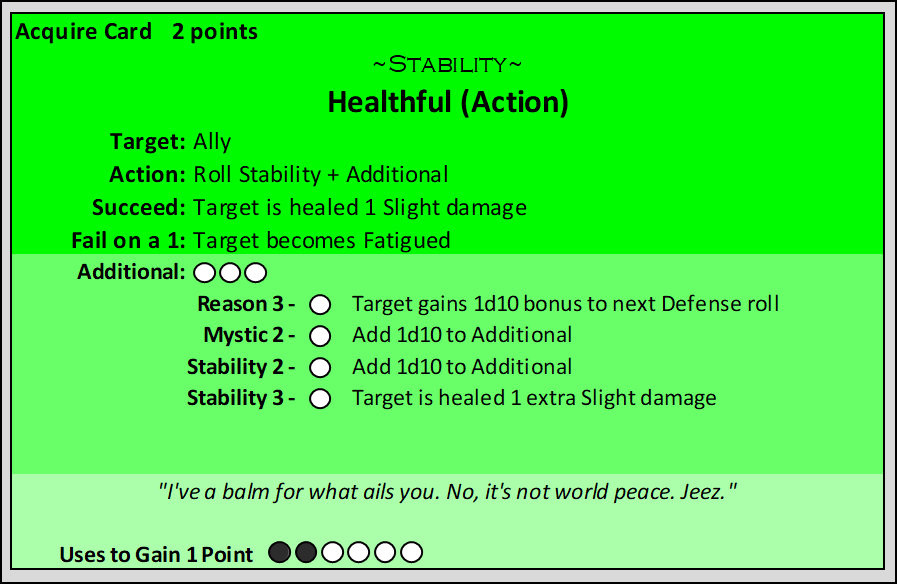 Acquire Card 2 points
~Stability~
Healthful (Action)
Target: Ally
Action: Roll Stability + Additional
Succeed: Target is healed 1 Slight damage
Fail on a 1: Target becomes Fatigued
Additional:
Reason 3 - Target gains 1d10 bonus to next Defense roll
Mystic 2 - Add 1d10 to Additional
Stability 2 - Add 1d10 to Additional
Stability 3 - Target is healed 1 extra Slight damage
"I've a balm for what ails you. No, it's not world peace. Jeez."
Uses to Gain 1 Point